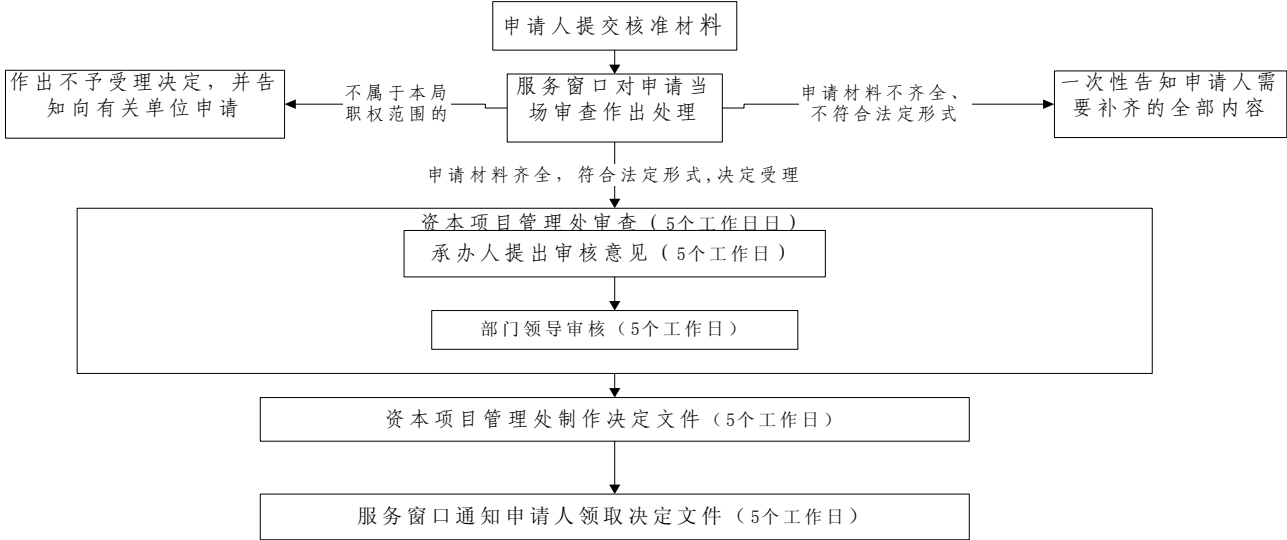 申请人提交核准材料
作出不予受理决定，并告
知向有关单位申请
不属于本局
职权范围的
服务窗口对申请当
场审查作出处理
申请材料不齐全、
不符合法定形式
一次性告知申请人需
要补齐的全部内容
申请材料齐全，符合法定形式,决定受理
资本项目管理处审查（5个工作日日）
承办人提出审核意见（5个工作日）
部门领导审核（5个工作日）
资本项目管理处制作决定文件（5个工作日）
服务窗口通知申请人领取决定文件（5个工作日）